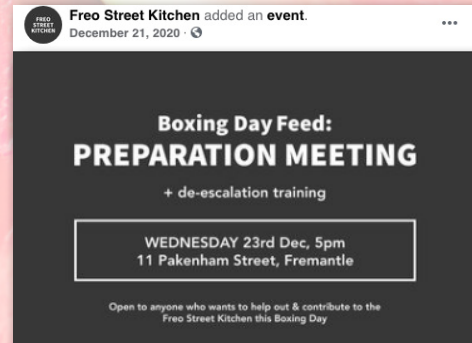 FREO
STREET
KITCHEN
Freo Street Kitchen added an event.
December 21, 2020 ·
Boxing Day Feed:
PREPARATION MEETING
+ de-escalation training
WEDNESDAY 23rd Dec, 5pm
11 Pakenham Street, Fremantle
Open to anyone who wants to help out & contribute to the
Freo Street Kitchen this Boxing Day